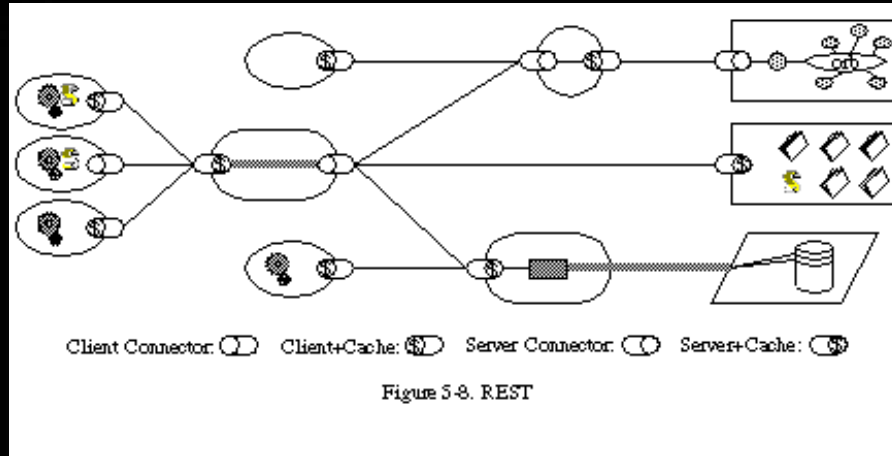 Client Connector: Client+Cache: Server Connector: Server+Cache:
Figure 5-8. REST